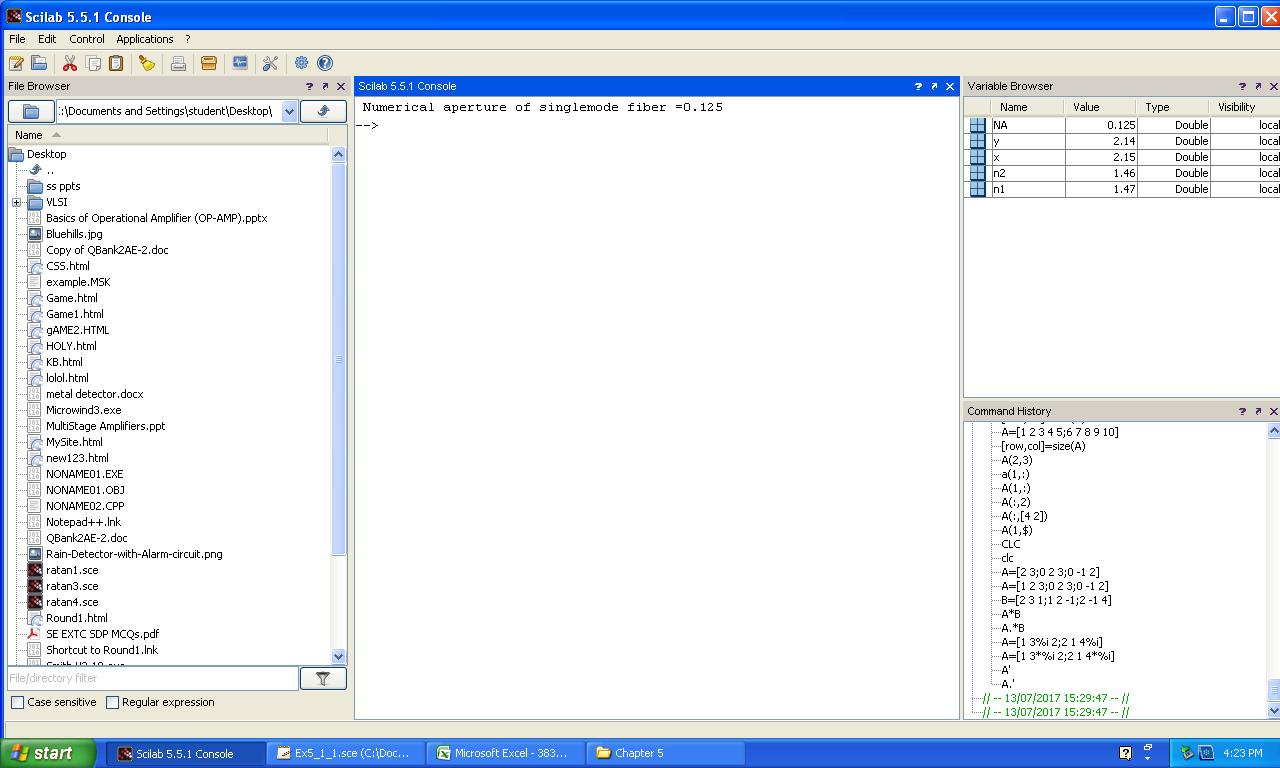 Scilab 5.5.1 Console
File Edit Control Applications ?
File Browser ? 
:\Documents and Settings\student\Desktop\
Name
Desktop
..
ss ppts
VLSI
Basics of Operational Amplifier (OP-AMP).pptx
Bluehills.jpg
Copy of QBank2AE-2.doc
CSS.html
example.MSK
Game.html
Game1.html
gAME2.HTML
HOLY.html
KB.html
lolol.html
metal detector.docx
Microwind3.exe
MultiStage Amplifiers.ppt
MySite.html
new123.html
NONAME01.EXE
NONAME01.OBJ
NONAME02.CPP
Notepad++.lnk
QBank2AE-2.doc
Rain-Detector-with-Alarm-circuit.png
ratan1.sce
ratan3.sce
ratan4.sce
Round1.html
SE EXTC SDP MCQs.pdf
Shortcut to Round1.lnk
File/directory filter
Case sensitive Regular expression
Scilab 5.5.1 Console ?
Numerical aperture of singlemode fiber =0.125
-->
Variable Browser ?
Name Value Type Visibility
NA 0.125 Double local
y 2.14 Double local
x 2.15 Double local
n2 1.46 Double local
n1 1.47 Double local
Command History ?
A=[1 2 3 4 5;6 7 8 9 10]
[row,col]=size(A)
A(2,3)
a(1,:)
A(1,:)
A(:,2)
A(:,[4 2])
A(1,$)
CLC
clc
A=[2 3;0 2 3;0 -1 2]
A=[1 2 3;0 2 3;0 -1 2]
B=[2 3 1;1 2 -1;2 -1 4]
A*B
A.*B
A=[1 3%i 2;2 1 4%i]
A=[1 3*%i 2;2 1 4*%i]
A'
A.'
// -- 13/07/2017 15:29:47 -- //
// -- 13/07/2017 15:29:47 -- //
start
Scilab 5.5.1 Console
Ex5_1_1.sce (C:\Doc...
Microsoft Excel - 383...
Chapter 5
4:23 PM